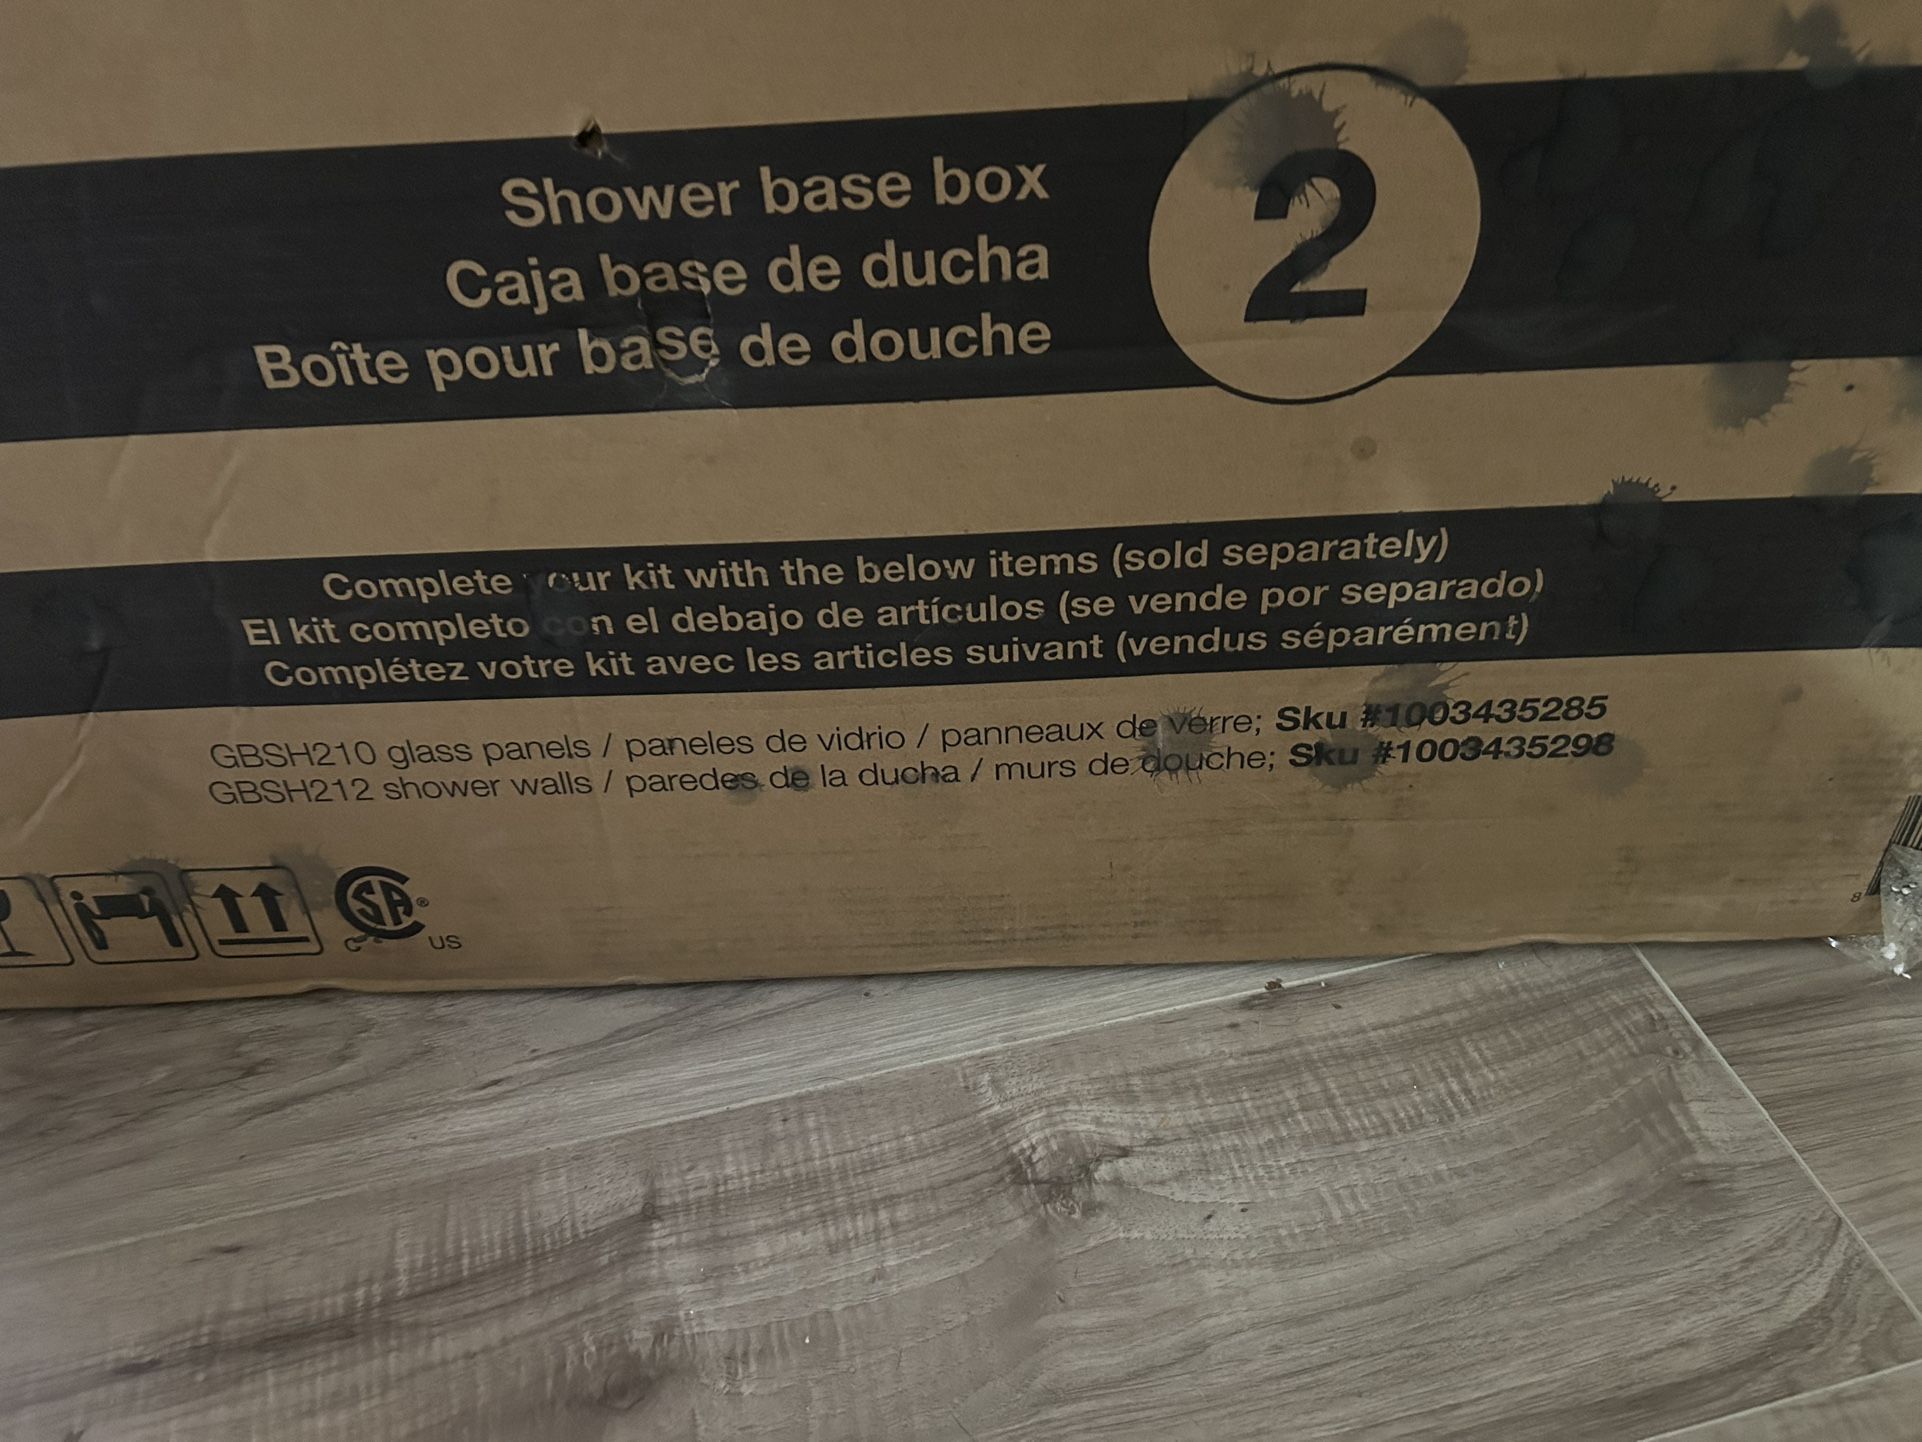 Shower base box
Caja base de ducha
Boîte pour base de douche
2
Complete your kit with the below items (sold separately)
El kit completo con el debajo de artículos (se vende por separado)
Complétez votre kit avec les articles suivant (vendus séparément)
GBSH210 glass panels / paneles de vidrio / panneaux de verre; Sku #1003435285
GBSH212 shower walls / paredes de la ducha / murs de douche; Sku #1003435298
CSA®
C US
8